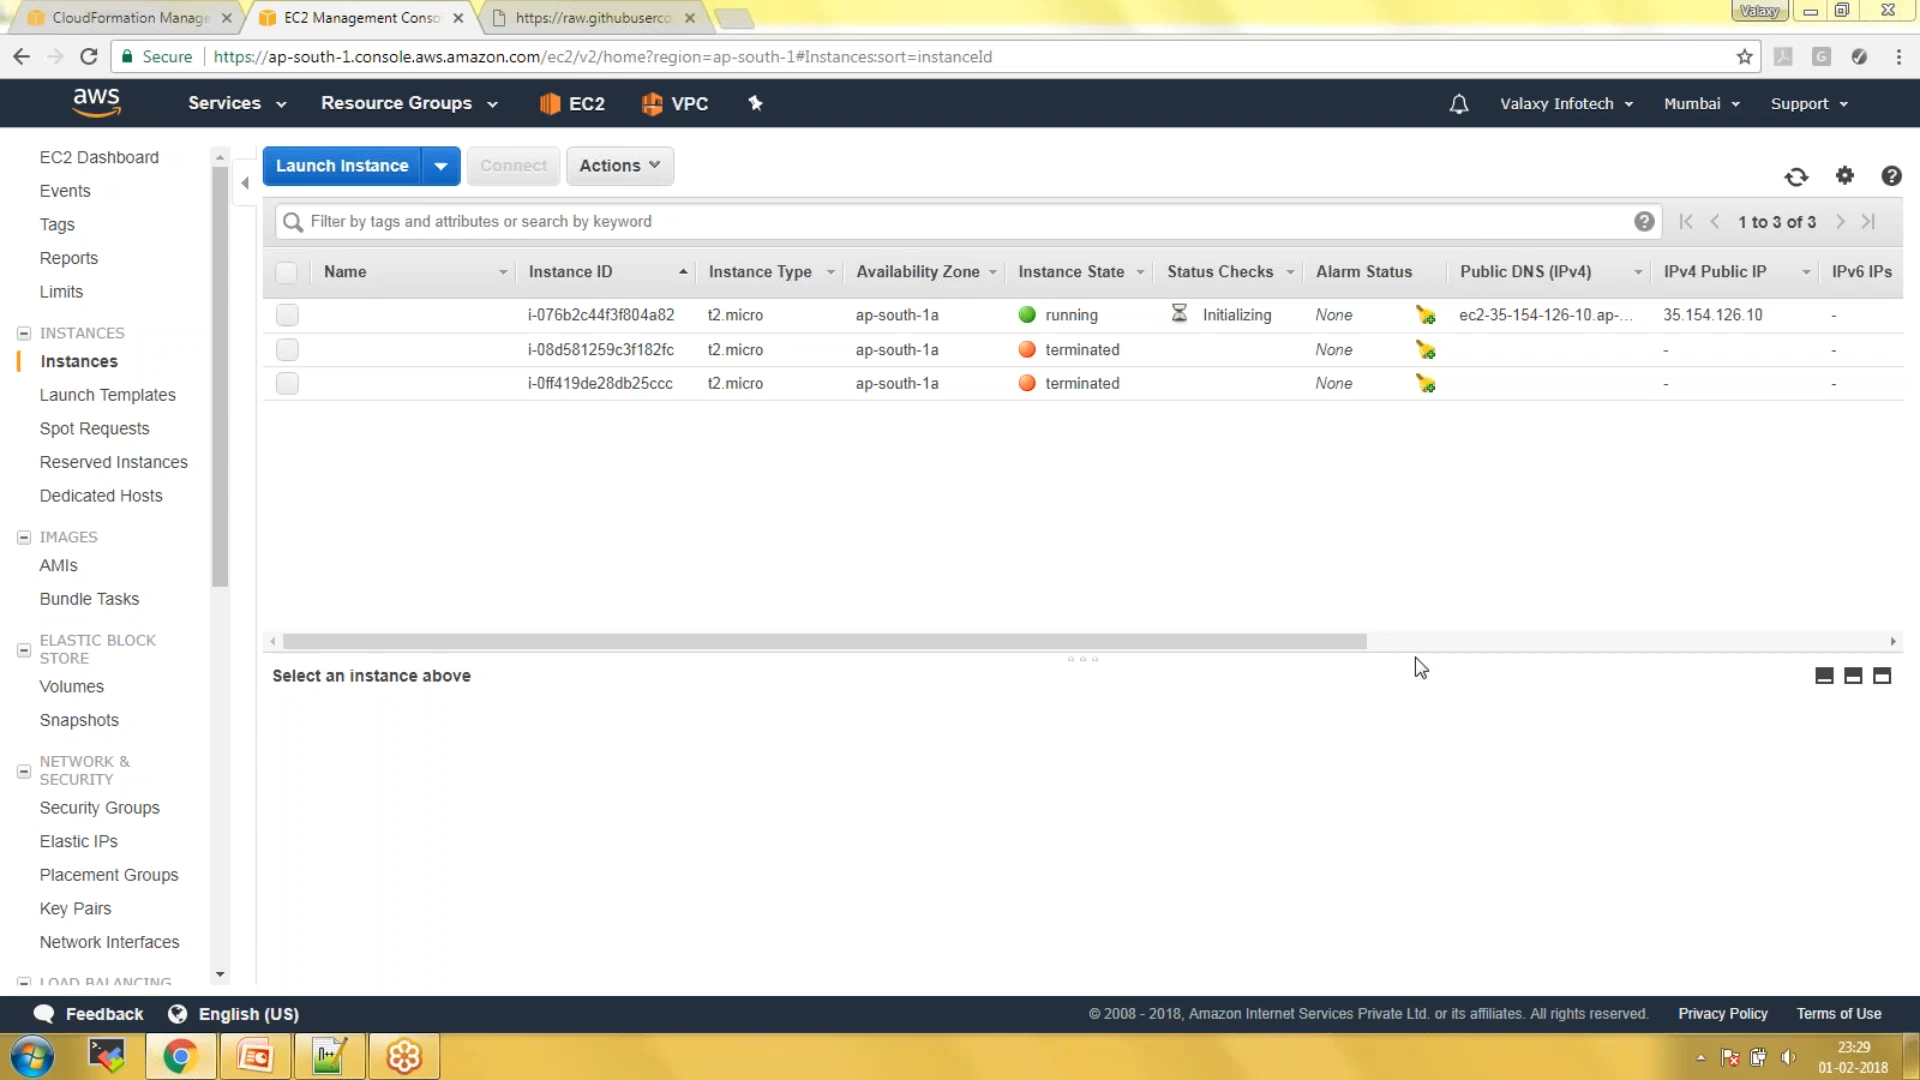 CloudFormation Manage
EC2 Management Conso
https://raw.githubuserco
Valaxy
Secure
https://ap-south-1.console.aws.amazon.com/ec2/v2/home?region=ap-south-1#Instances:sort=instanceId
aws
Services
Resource Groups
EC2
VPC
Valaxy Infotech
Mumbai
Support
EC2 Dashboard
Events
Tags
Reports
Limits
INSTANCES
Instances
Launch Templates
Spot Requests
Reserved Instances
Dedicated Hosts
IMAGES
AMIs
Bundle Tasks
ELASTIC BLOCK
STORE
Volumes
Snapshots
NETWORK &
SECURITY
Security Groups
Elastic IPs
Placement Groups
Key Pairs
Network Interfaces
LOAD BALANCING
Launch Instance
Connect
Actions
Filter by tags and attributes or search by keyword
1 to 3 of 3
Name Instance ID Instance Type Availability Zone Instance State Status Checks Alarm Status Public DNS (IPv4) IPv4 Public IP IPv6 IPs
i-076b2c44f3f804a82 t2.micro ap-south-1a running Initializing None ec2-35-154-126-10.ap-... 35.154.126.10 -
i-08d581259c3f182fc t2.micro ap-south-1a terminated None - -
i-0ff419de28db25ccc t2.micro ap-south-1a terminated None - -
Select an instance above
Feedback
English (US)
© 2008 - 2018, Amazon Internet Services Private Ltd. or its affiliates. All rights reserved.
Privacy Policy
Terms of Use
23:29
01-02-2018